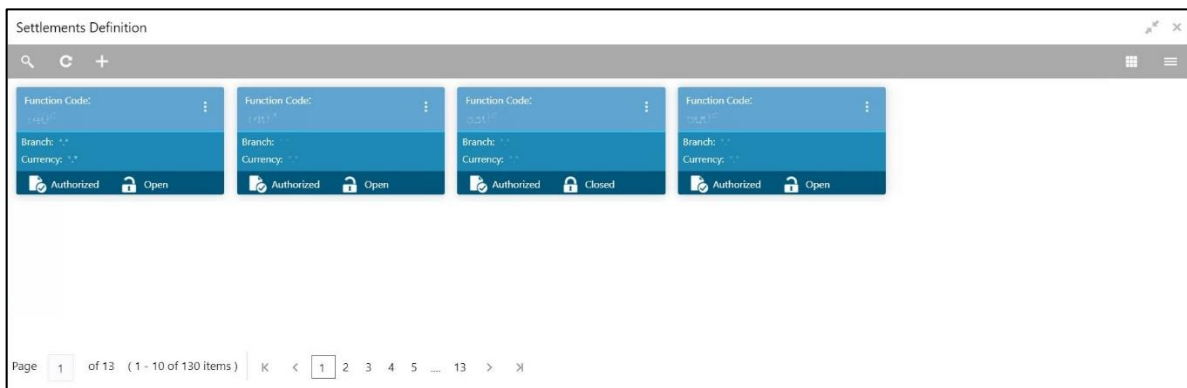 Settlements Definition
Function Code:
Branch: *.*
Currency: *.*
Authorized Open
Function Code:
Branch:
Currency:
Authorized Open
Function Code:
Branch:
Currency:
Authorized Closed
Function Code:
Branch:
Currency:
Authorized Open
Page 1 of 13 ( 1 - 10 of 130 items ) 1 2 3 4 5 ... 13